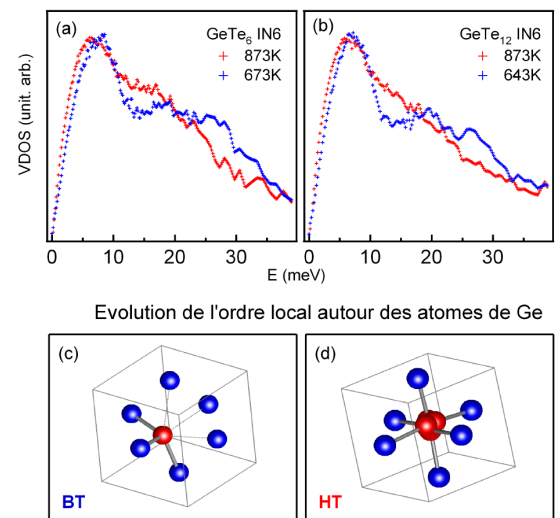 (a)
GeTe6 IN6
+ 873K
+ 673K
(b)
GeTe12 IN6
+ 873K
+ 643K
VDOS (unit. arb.)
0 10 20 30
0 10 20 30
E (meV)
Evolution de l'ordre local autour des atomes de Ge
(c)
BT
(d)
HT